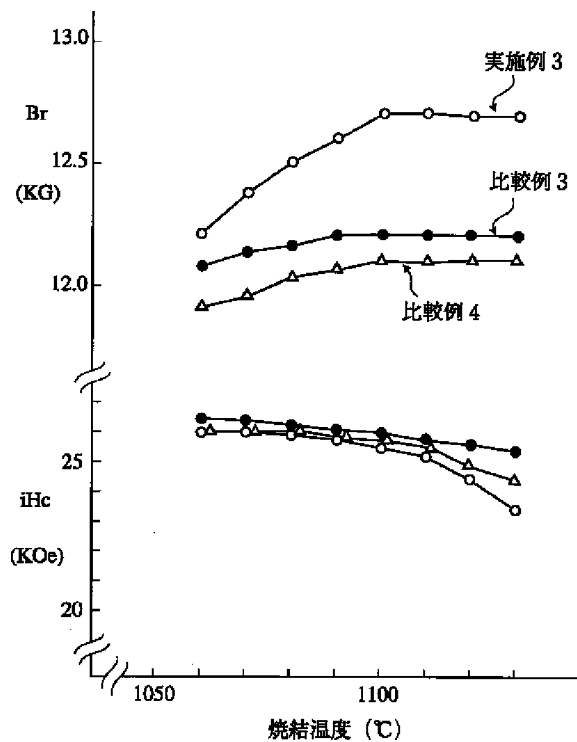 13.0
実施例 3
Br
12.5
(KG)
比較例 3
12.0
比較例 4
25
iHc
(KOe)
20
1050
1100
焼結温度 (℃)